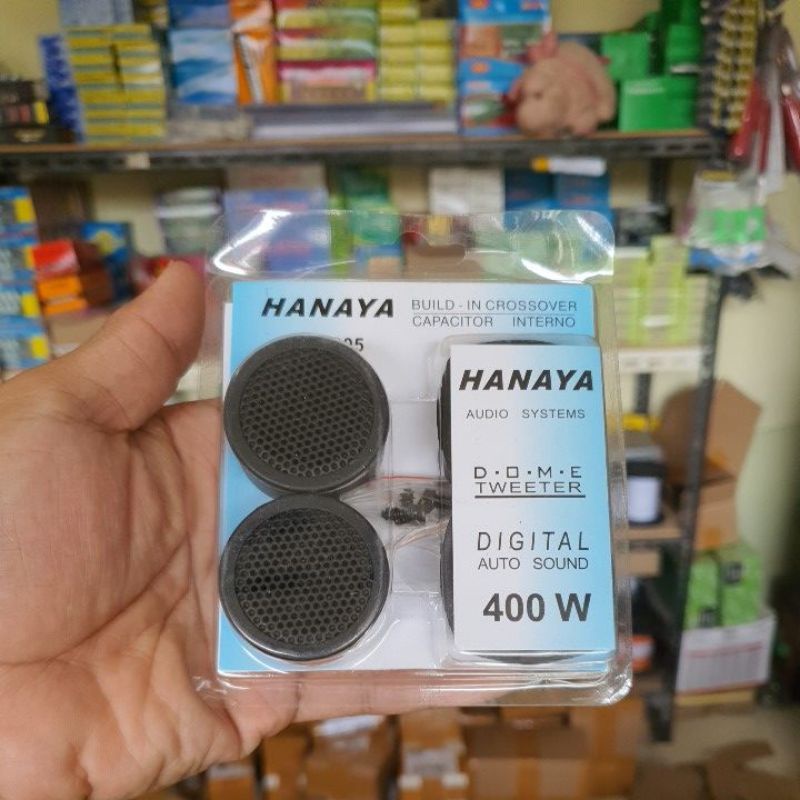 HANAYA
BUILD - IN CROSSOVER
CAPACITOR INTERNO
HANAYA
AUDIO SYSTEMS
D·O·M·E
TWEETER
DIGITAL
AUTO SOUND
400 W